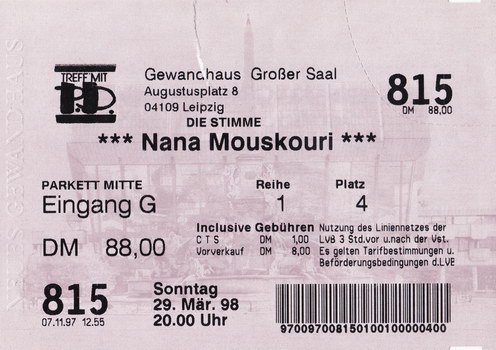 TREFF MIT
Gewandhaus Großer Saal
Augustusplatz 8
04109 Leipzig
815
DM 88,00
DIE STIMME
*** Nana Mouskouri ***
PARKETT MITTE Reihe Platz
Eingang G 1 4
DM 88,00
Inclusive Gebühren
CTS DM 1,00
Vorverkauf DM 8,00
Nutzung des Liniennetzes der
LVB 3 Std.vor u.nach der Vst.
Es gelten Tarifbestimmungen u.
Beförderungsbedingungen d.LVB
815
07.11.97 12.55
Sonntag
29. Mär. 98
20.00 Uhr
9700970081501001000000400
NEUES GEWANDHAUS